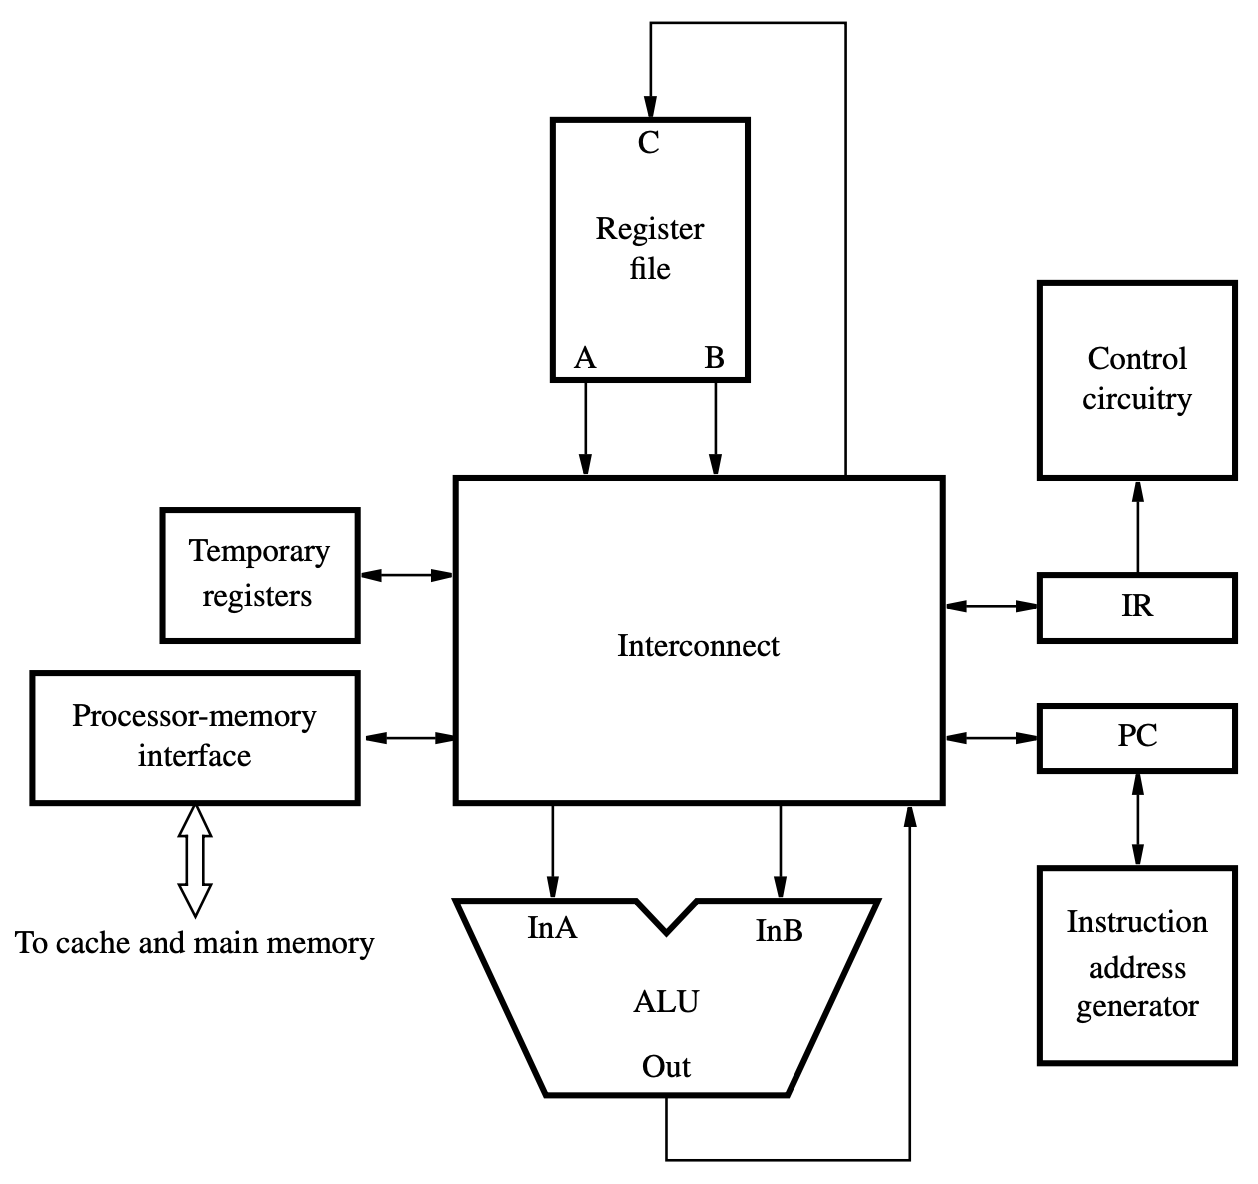 C
Register
file
A
B
Control
circuitry
Temporary
registers
IR
Interconnect
Processor-memory
interface
PC
To cache and main memory
InA
InB
ALU
Out
Instruction
address
generator